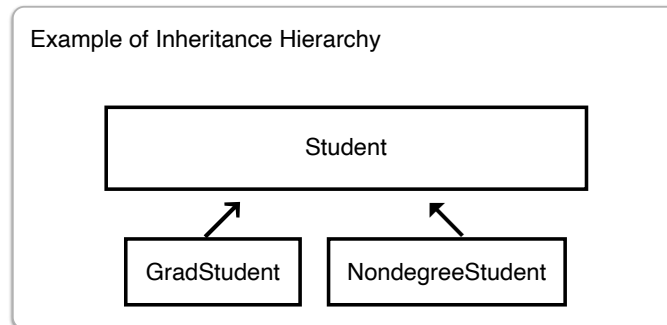 Example of Inheritance Hierarchy
Student
GradStudent
NondegreeStudent